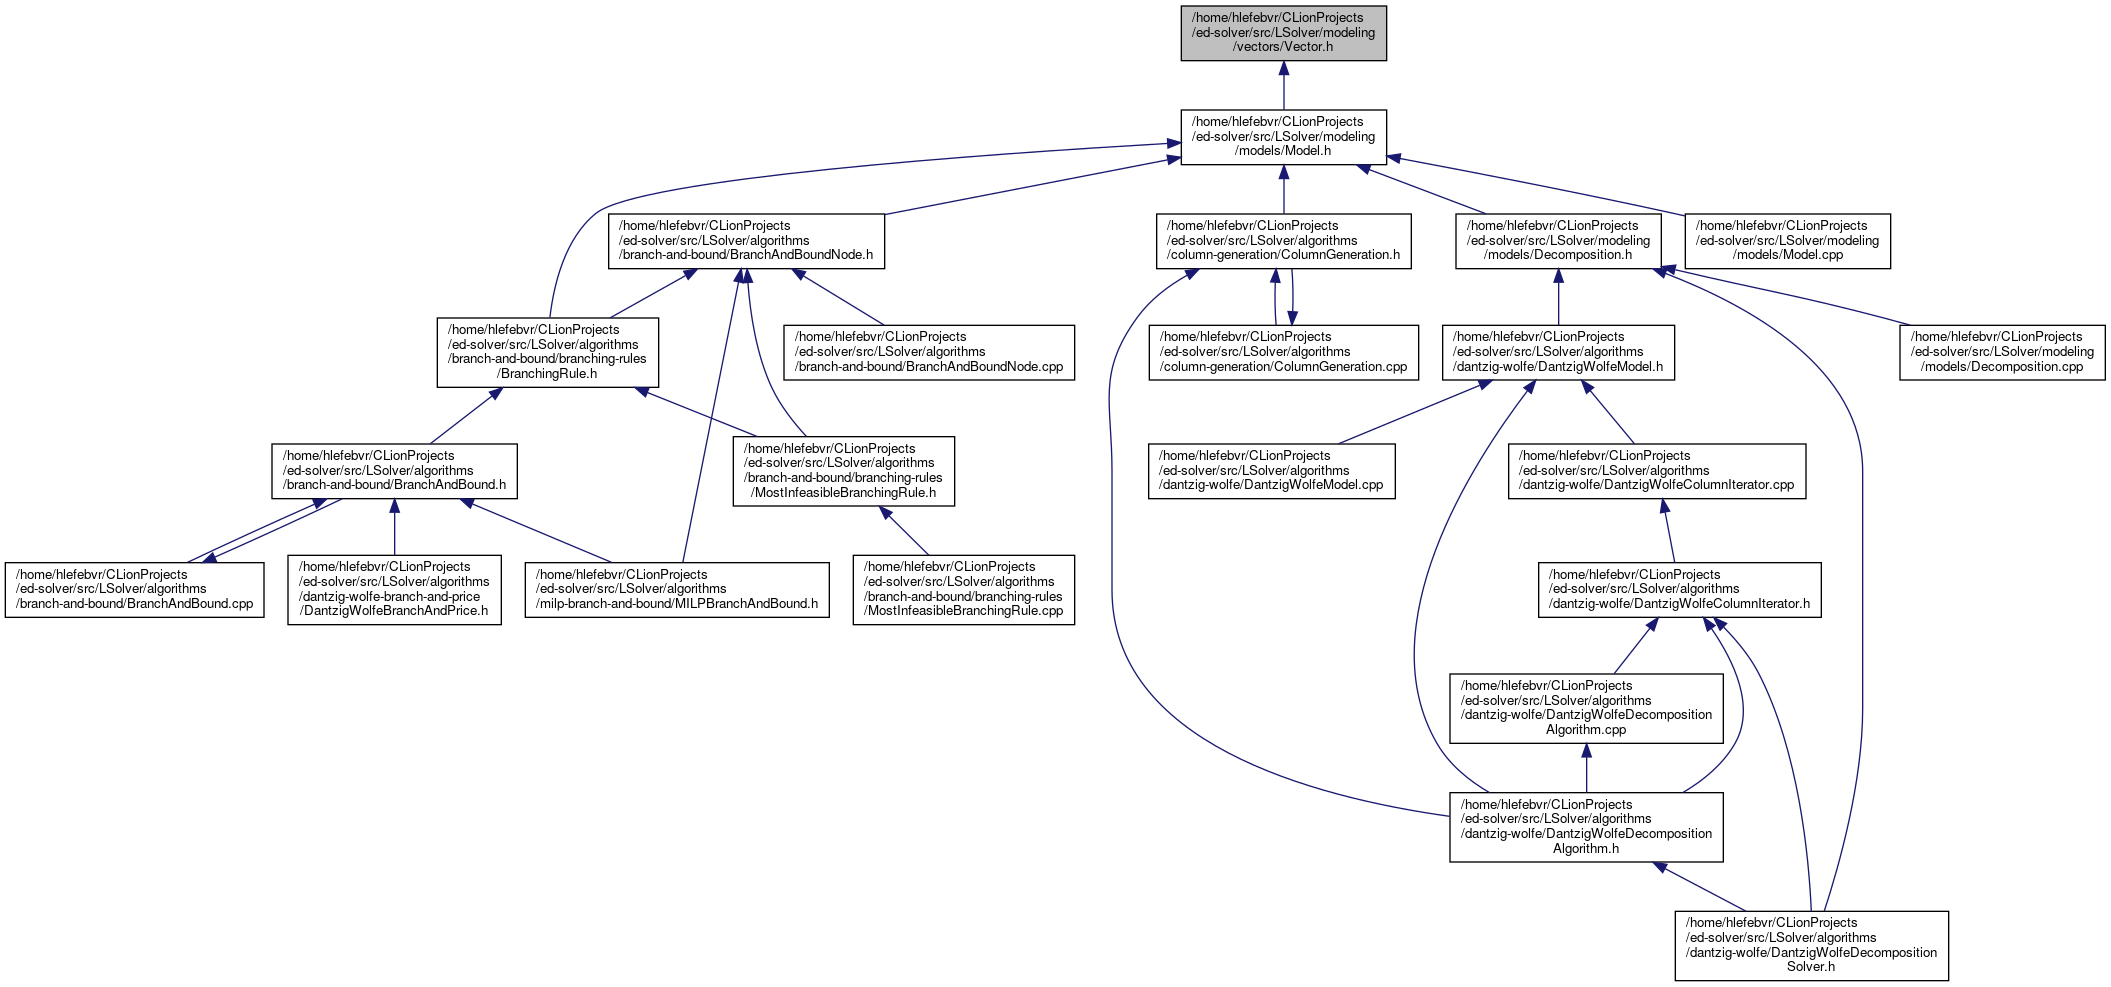 /home/hlefebvr/CLionProjects
/ed-solver/src/LSolver/modeling
/vectors/Vector.h
/home/hlefebvr/CLionProjects
/ed-solver/src/LSolver/modeling
/models/Model.h
/home/hlefebvr/CLionProjects
/ed-solver/src/LSolver/algorithms
/branch-and-bound/BranchAndBoundNode.h
/home/hlefebvr/CLionProjects
/ed-solver/src/LSolver/algorithms
/column-generation/ColumnGeneration.h
/home/hlefebvr/CLionProjects
/ed-solver/src/LSolver/modeling
/models/Decomposition.h
/home/hlefebvr/CLionProjects
/ed-solver/src/LSolver/modeling
/models/Model.cpp
/home/hlefebvr/CLionProjects
/ed-solver/src/LSolver/algorithms
/branch-and-bound/branching-rules
/BranchingRule.h
/home/hlefebvr/CLionProjects
/ed-solver/src/LSolver/algorithms
/branch-and-bound/BranchAndBoundNode.cpp
/home/hlefebvr/CLionProjects
/ed-solver/src/LSolver/algorithms
/column-generation/ColumnGeneration.cpp
/home/hlefebvr/CLionProjects
/ed-solver/src/LSolver/algorithms
/dantzig-wolfe/DantzigWolfeModel.h
/home/hlefebvr/CLionProjects
/ed-solver/src/LSolver/modeling
/models/Decomposition.cpp
/home/hlefebvr/CLionProjects
/ed-solver/src/LSolver/algorithms
/branch-and-bound/BranchAndBound.h
/home/hlefebvr/CLionProjects
/ed-solver/src/LSolver/algorithms
/branch-and-bound/branching-rules
/MostInfeasibleBranchingRule.h
/home/hlefebvr/CLionProjects
/ed-solver/src/LSolver/algorithms
/dantzig-wolfe/DantzigWolfeModel.cpp
/home/hlefebvr/CLionProjects
/ed-solver/src/LSolver/algorithms
/dantzig-wolfe/DantzigWolfeColumnIterator.cpp
/home/hlefebvr/CLionProjects
/ed-solver/src/LSolver/algorithms
/branch-and-bound/BranchAndBound.cpp
/home/hlefebvr/CLionProjects
/ed-solver/src/LSolver/algorithms
/dantzig-wolfe-branch-and-price
/DantzigWolfeBranchAndPrice.h
/home/hlefebvr/CLionProjects
/ed-solver/src/LSolver/algorithms
/milp-branch-and-bound/MILPBranchAndBound.h
/home/hlefebvr/CLionProjects
/ed-solver/src/LSolver/algorithms
/branch-and-bound/branching-rules
/MostInfeasibleBranchingRule.cpp
/home/hlefebvr/CLionProjects
/ed-solver/src/LSolver/algorithms
/dantzig-wolfe/DantzigWolfeColumnIterator.h
/home/hlefebvr/CLionProjects
/ed-solver/src/LSolver/algorithms
/dantzig-wolfe/DantzigWolfeDecomposition
Algorithm.cpp
/home/hlefebvr/CLionProjects
/ed-solver/src/LSolver/algorithms
/dantzig-wolfe/DantzigWolfeDecomposition
Algorithm.h
/home/hlefebvr/CLionProjects
/ed-solver/src/LSolver/algorithms
/dantzig-wolfe/DantzigWolfeDecomposition
Solver.h